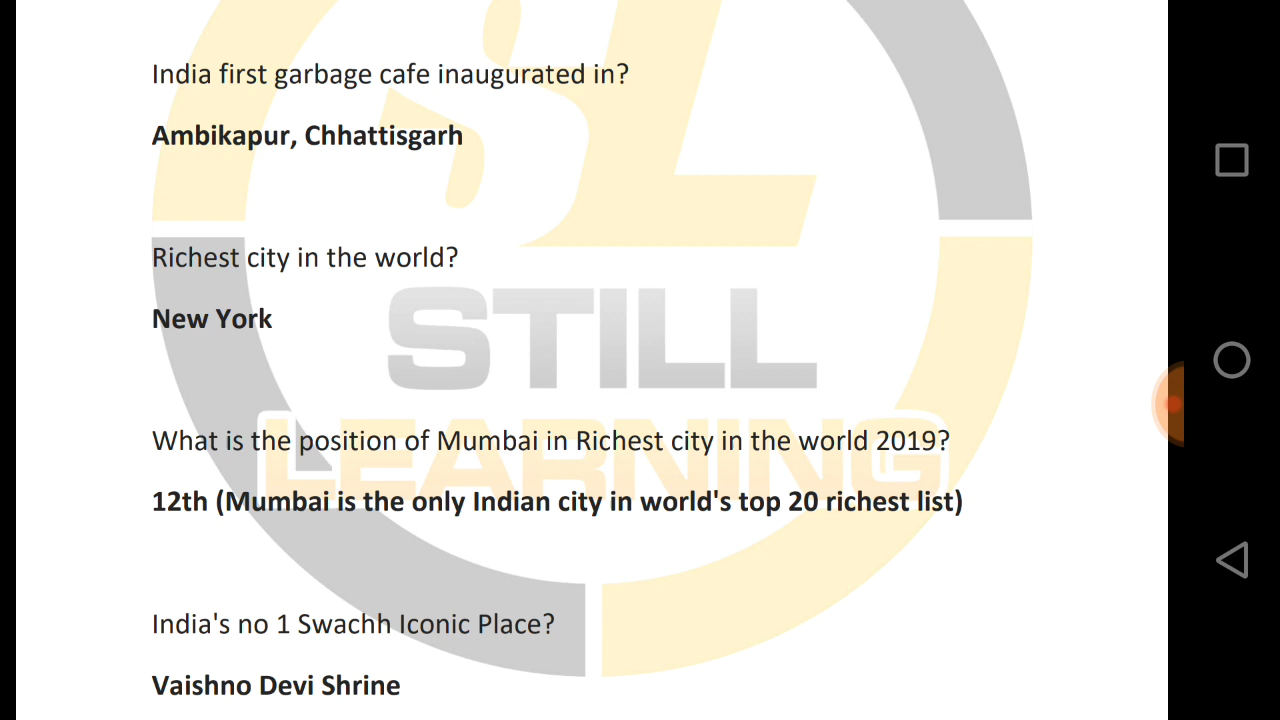 India first garbage cafe inaugurated in?
Ambikapur, Chhattisgarh
Richest city in the world?
New York
STILL
What is the position of Mumbai in Richest city in the world 2019?
LEARNING
12th (Mumbai is the only Indian city in world's top 20 richest list)
India's no 1 Swachh Iconic Place?
Vaishno Devi Shrine
SL